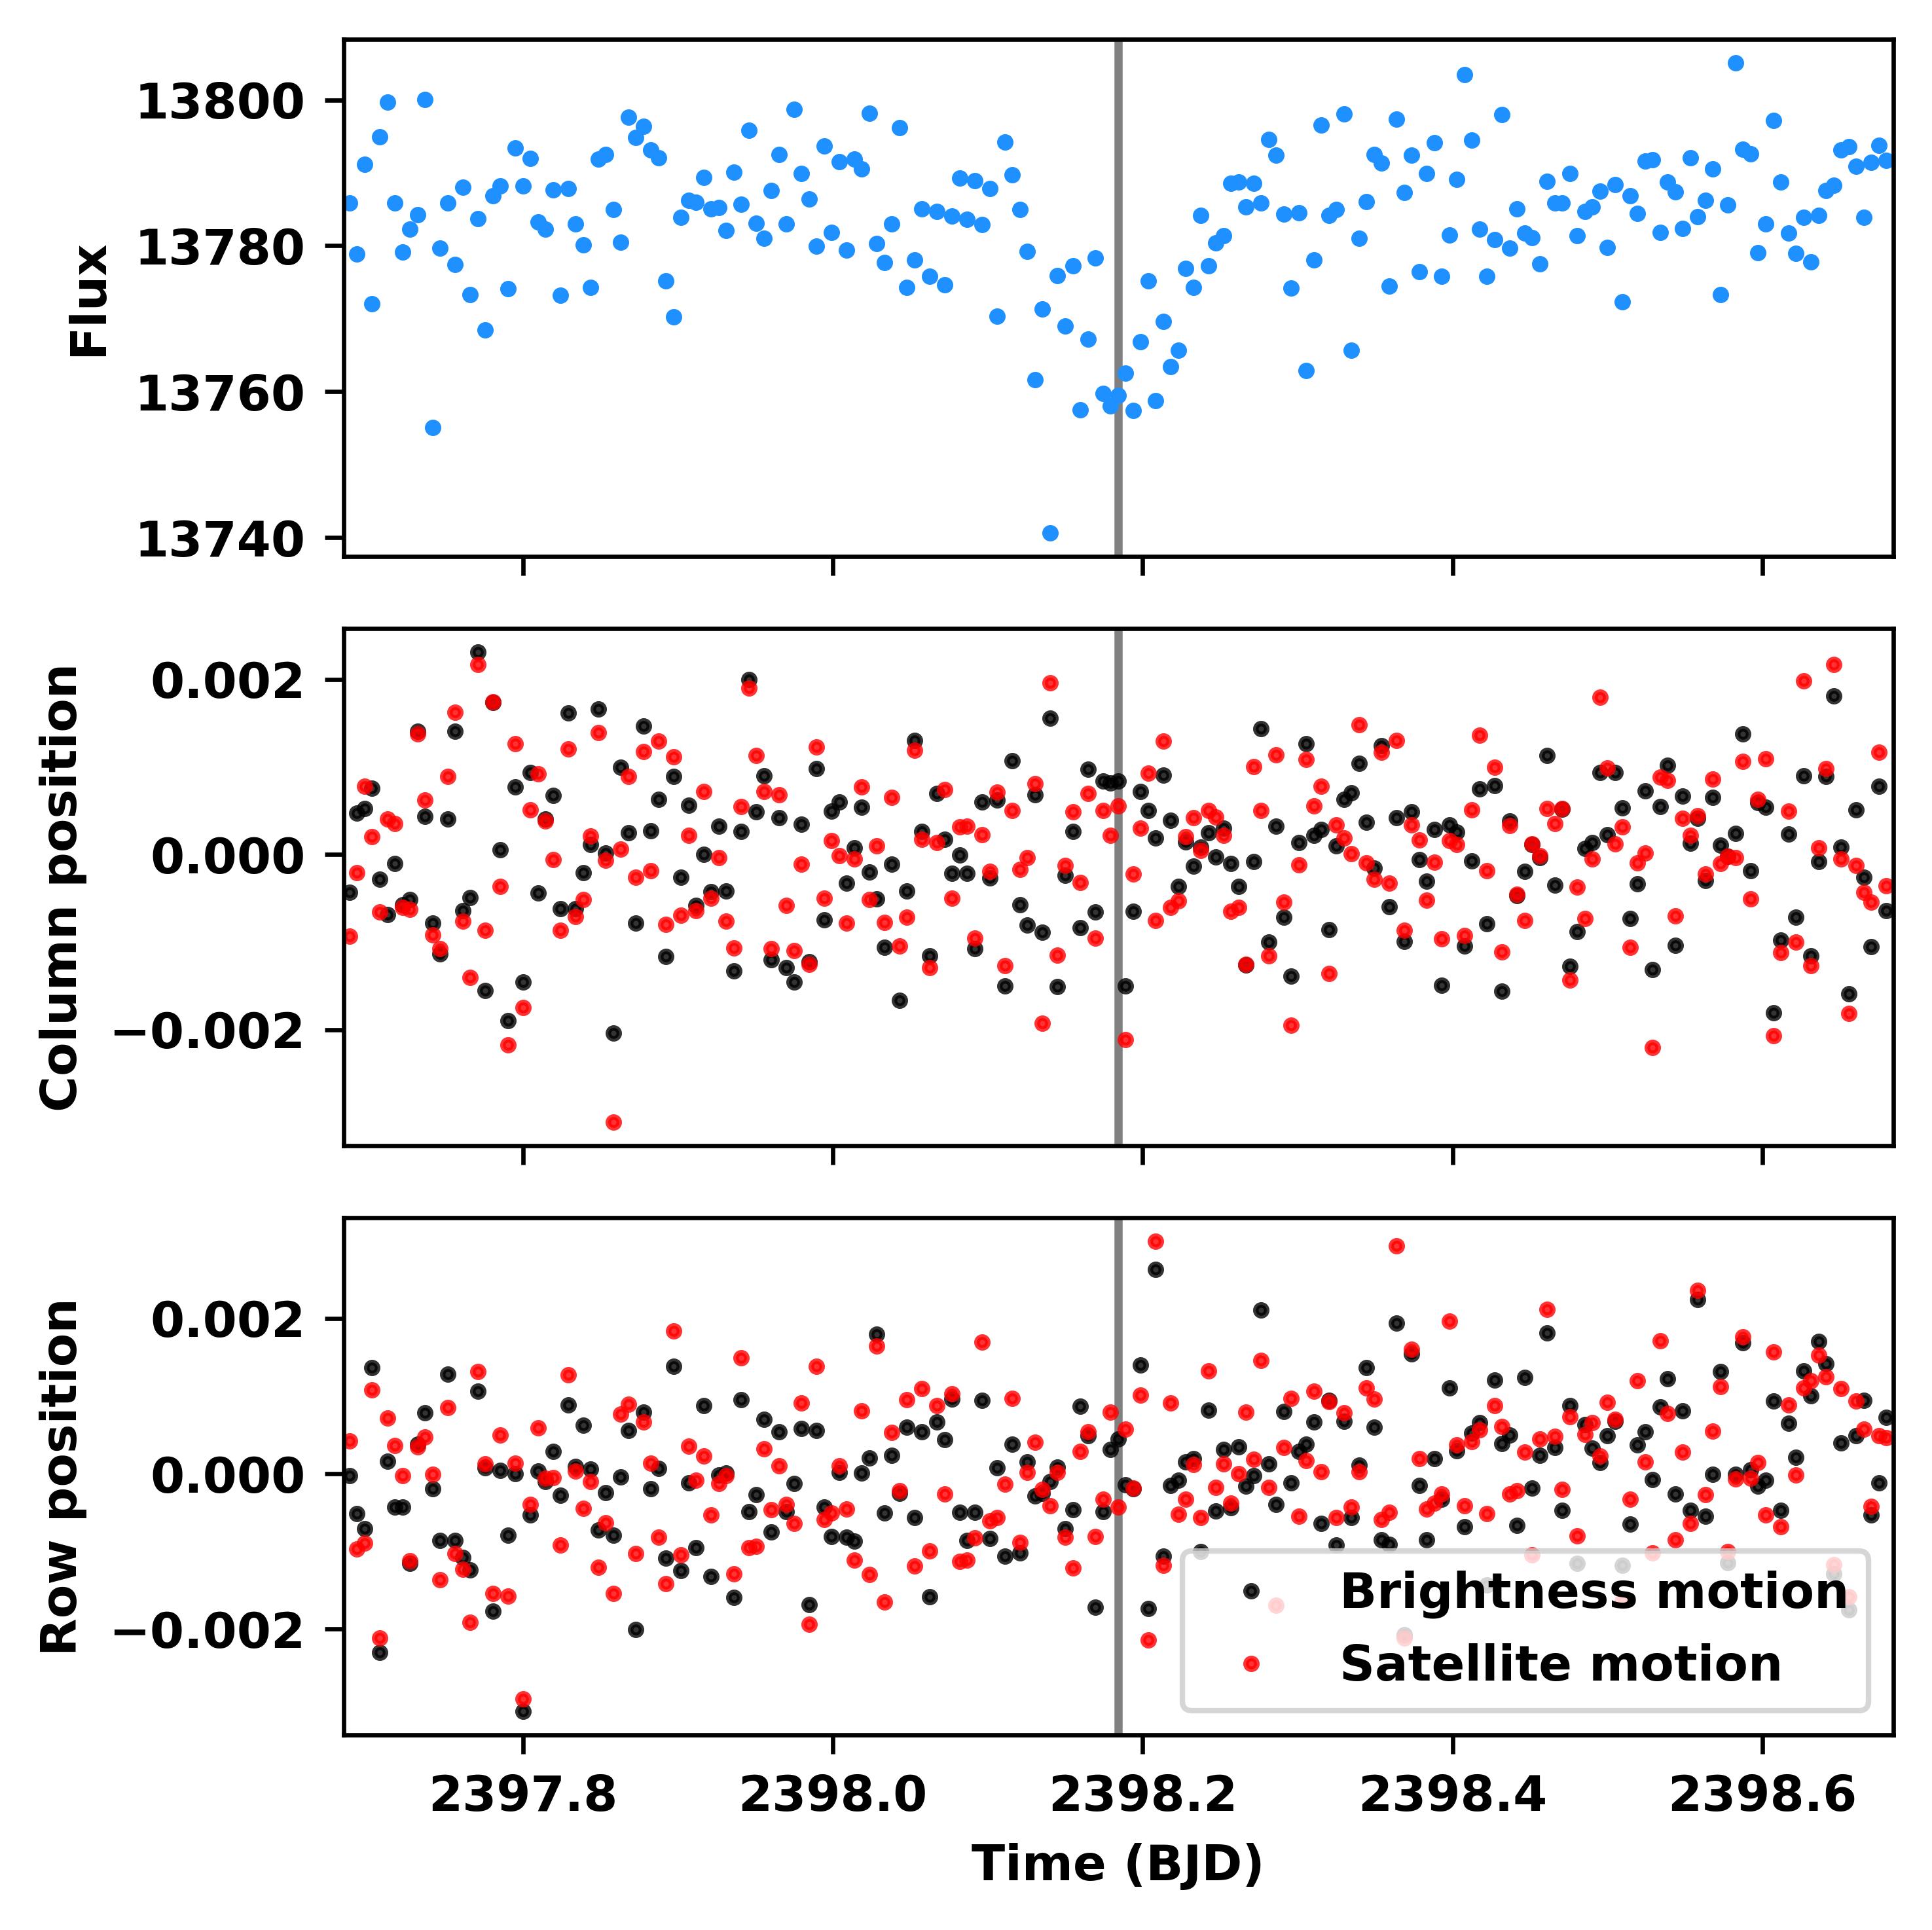 Flux
13800
13780
13760
13740
Column position
0.002
0.000
−0.002
Row position
0.002
0.000
−0.002
Brightness motion
Satellite motion
2397.8
2398.0
2398.2
2398.4
2398.6
Time (BJD)